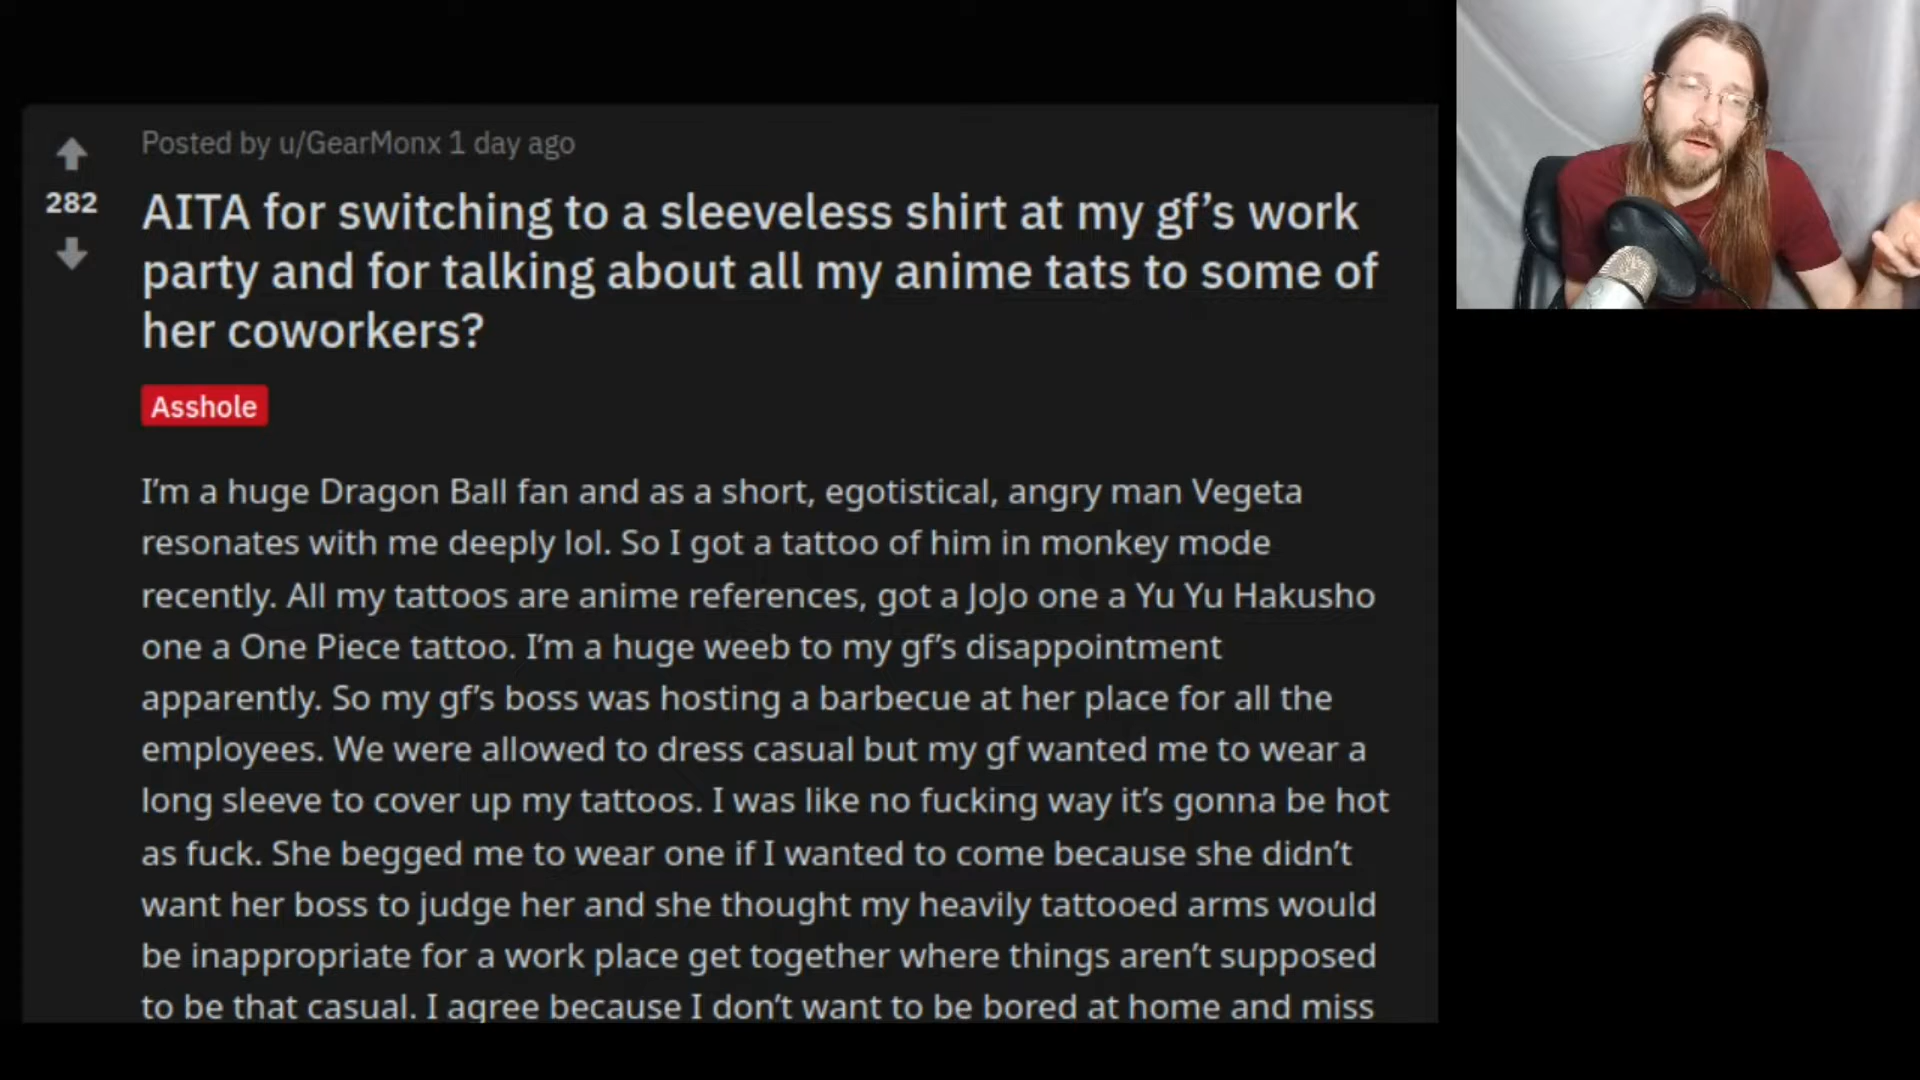 Posted by u/GearMonx 1 day ago
282
AITA for switching to a sleeveless shirt at my gf’s work
party and for talking about all my anime tats to some of
her coworkers?
Asshole
I’m a huge Dragon Ball fan and as a short, egotistical, angry man Vegeta
resonates with me deeply lol. So I got a tattoo of him in monkey mode
recently. All my tattoos are anime references, got a JoJo one a Yu Yu Hakusho
one a One Piece tattoo. I’m a huge weeb to my gf’s disappointment
apparently. So my gf’s boss was hosting a barbecue at her place for all the
employees. We were allowed to dress casual but my gf wanted me to wear a
long sleeve to cover up my tattoos. I was like no fucking way it’s gonna be hot
as fuck. She begged me to wear one if I wanted to come because she didn’t
want her boss to judge her and she thought my heavily tattooed arms would
be inappropriate for a work place get together where things aren’t supposed
to be that casual. I agree because I don’t want to be bored at home and miss